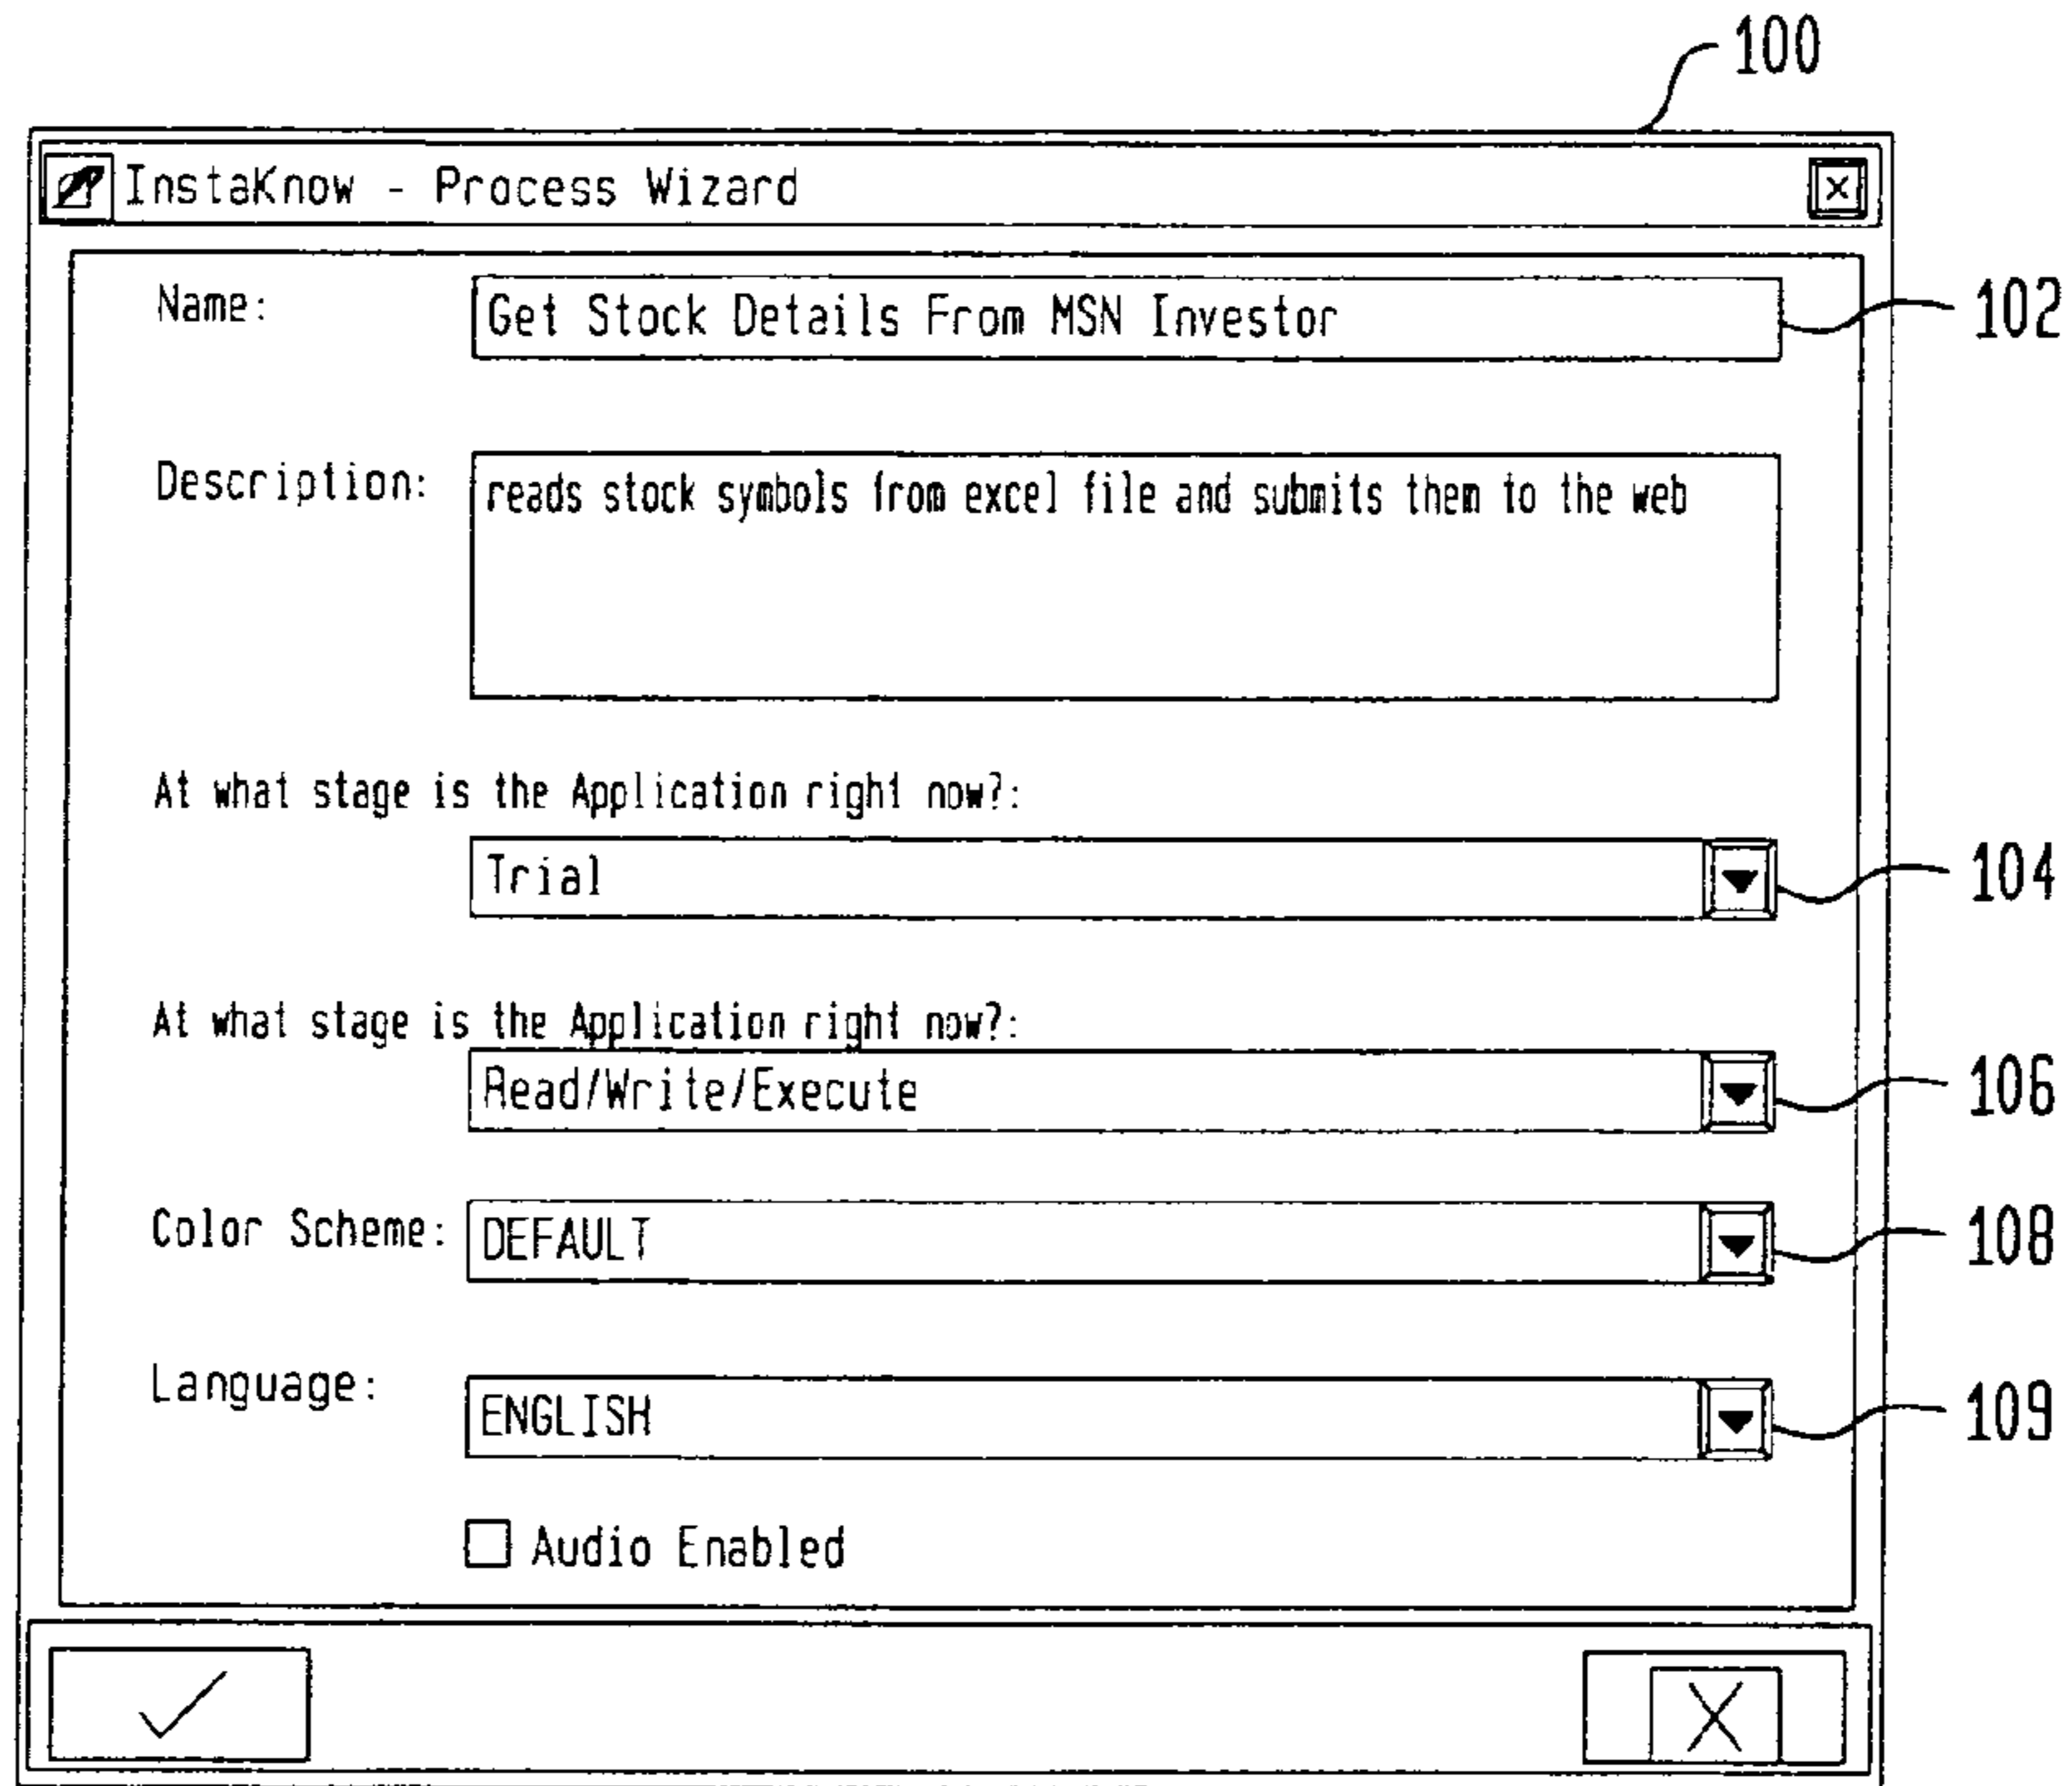 100
InstaKnow - Process Wizard
Name: Get Stock Details From MSN Investor 102
Description: reads stock symbols from excel file and submits them to the web
At what stage is the Application right now?:
Trial 104
At what stage is the Application right now?:
Read/Write/Execute 106
Color Scheme: DEFAULT 108
Language: ENGLISH 109
Audio Enabled